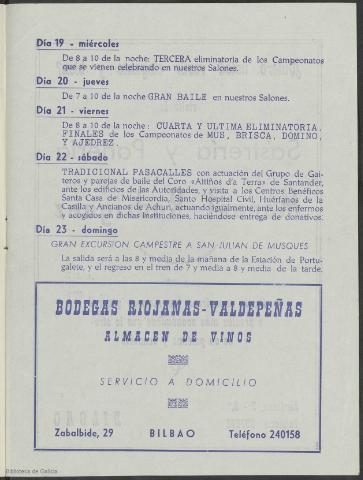 Día 19 - miércoles
De 8 a 10 de la noche: TERCERA eliminatoria de los Campeonatos
que se vienen celebrando en nuestros Salones.
Día 20 - jueves
De 7 a 10 de la noche GRAN BAILE en nuestros Salones.
Día 21 - viernes
De 8 a 10 de la noche: CUARTA Y ULTIMA ELIMINATORIA,
FINALES de los Campeonatos de MUS, BRISCA, DOMINO,
Y AJEDREZ.
Día 22 - sábado
TRADICIONAL PASACALLES con actuación del Grupo de Gai-
teros y parejas de baile del Coro «Aitiños d'a Terra» de Santander,
ante los edificios de las Autoridades, y visita a los Centros Benéficos
Santa Casa de Misericordia, Santo Hospital Civil, Huérfanos de la
Casilla y Ancianos de Achuri, actuando igualmente, ante los enfermos
y acogidos en dichas Instituciones, haciéndose entrega de donativos.
Día 23 - domingo
GRAN EXCURSION CAMPESTRE A SAN JULIAN DE MUSQUES
La salida será a las 8 y media de la mañana de la Estación de Portu-
galete, y el regreso en el tren de 7 y media a 8 y media de la tarde.
BODEGAS RIOJANAS-VALDEPEÑAS
ALMACEN DE VINOS
SERVICIO A DOMICILIO
Zabalbide, 29 BILBAO Teléfono 240158
Biblioteca de Galicia